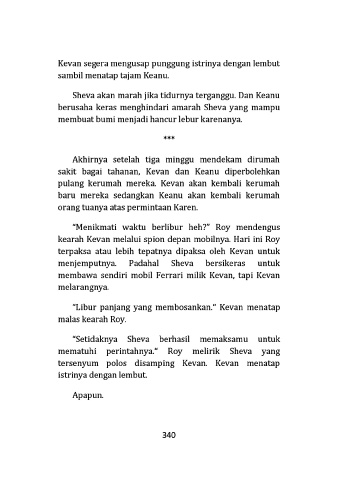 Kevan segera mengusap punggung istrinya dengan lembut
sambil menatap tajam Keanu.
Sheva akan marah jika tidurnya terganggu. Dan Keanu
berusaha keras menghindari amarah Sheva yang mampu
membuat bumi menjadi hancur lebur karenanya.
***
Akhirnya setelah tiga minggu mendekam dirumah
sakit bagai tahanan, Kevan dan Keanu diperbolehkan
pulang kerumah mereka. Kevan akan kembali kerumah
baru mereka sedangkan Keanu akan kembali kerumah
orang tuanya atas permintaan Karen.
“Menikmati waktu berlibur heh?” Roy mendengus
kearah Kevan melalui spion depan mobilnya. Hari ini Roy
terpaksa atau lebih tepatnya dipaksa oleh Kevan untuk
menjemputnya. Padahal Sheva bersikeras untuk
membawa sendiri mobil Ferrari milik Kevan, tapi Kevan
melarangnya.
“Libur panjang yang membosankan.” Kevan menatap
malas kearah Roy.
“Setidaknya Sheva berhasil memaksamu untuk
mematuhi perintahnya.” Roy melirik Sheva yang
tersenyum polos disamping Kevan. Kevan menatap
istrinya dengan lembut.
Apapun.
340